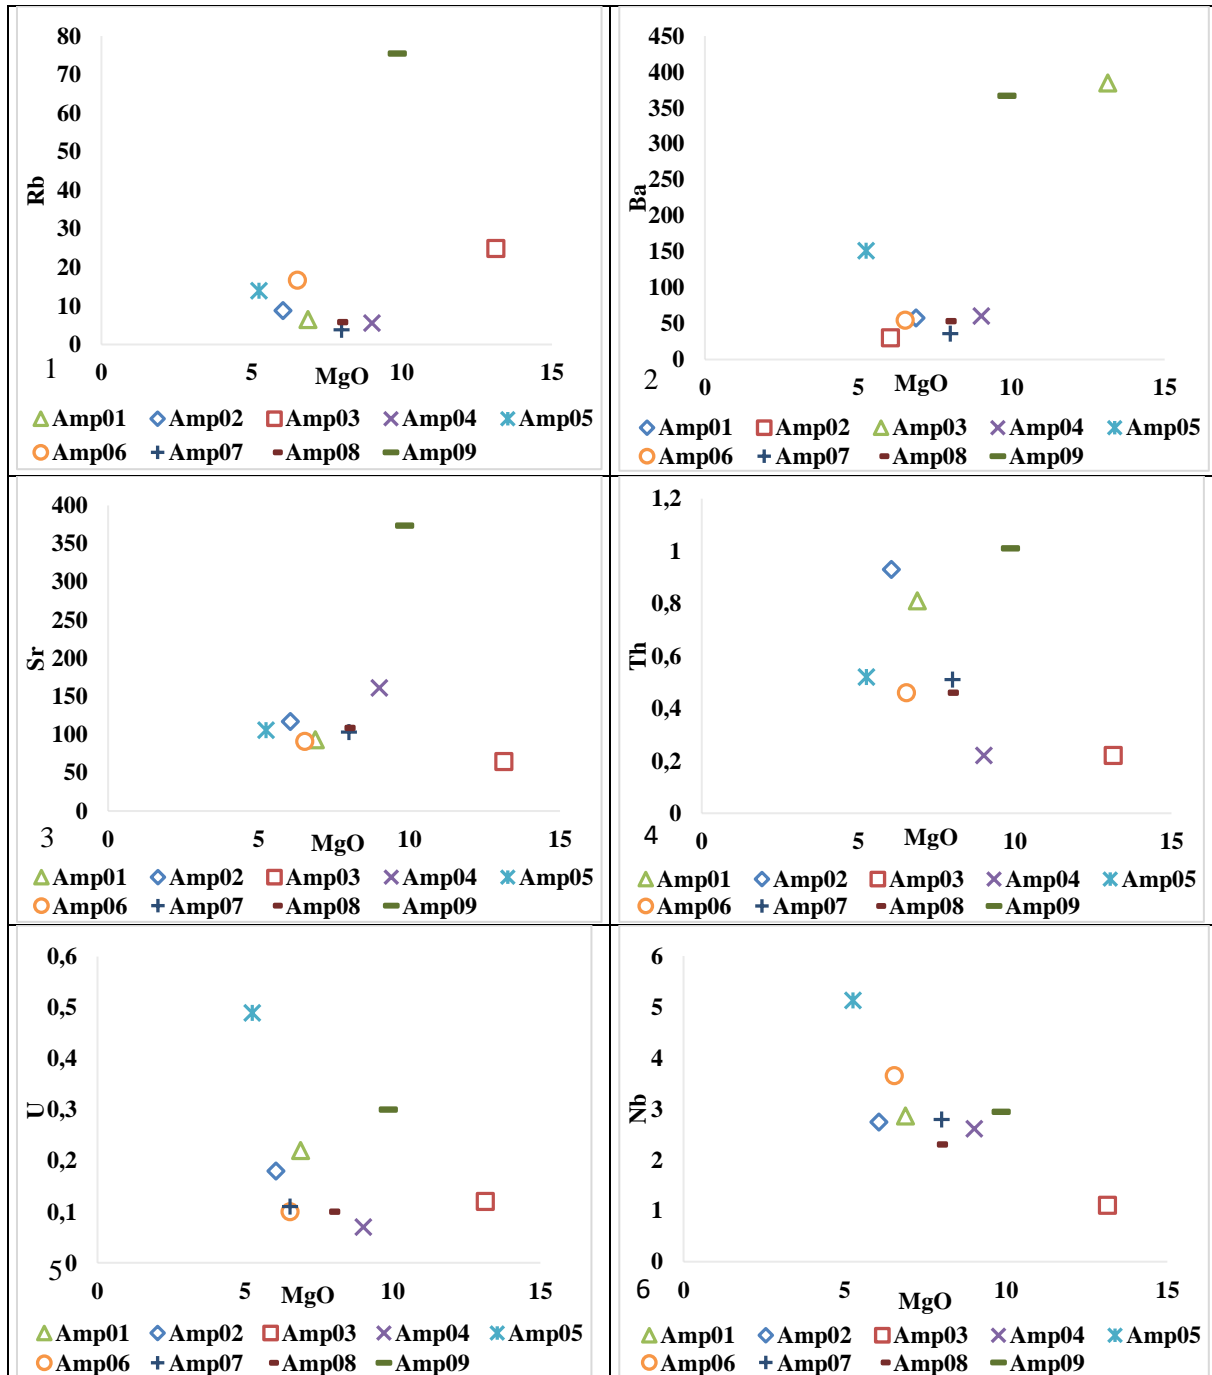 80
70
60
50
40
30
20
10
0
Rb
1
0 5 10 15
MgO
Amp01 Amp02 Amp03 Amp04 Amp05
Amp06 Amp07 Amp08 Amp09
450
400
350
300
250
200
150
100
50
0
Ba
2
0 5 10 15
MgO
Amp01 Amp02 Amp03 Amp04 Amp05
Amp06 Amp07 Amp08 Amp09
400
350
300
250
200
150
100
50
0
Sr
3
0 5 10 15
MgO
Amp01 Amp02 Amp03 Amp04 Amp05
Amp06 Amp07 Amp08 Amp09
1,2
1
0,8
0,6
0,4
0,2
0
Th
4
0 5 10 15
MgO
Amp01 Amp02 Amp03 Amp04 Amp05
Amp06 Amp07 Amp08 Amp09
0,6
0,5
0,4
0,3
0,2
0,1
0
U
5
0 5 10 15
MgO
Amp01 Amp02 Amp03 Amp04 Amp05
Amp06 Amp07 Amp08 Amp09
6
5
4
3
2
1
0
Nb
6
0 5 10 15
MgO
Amp01 Amp02 Amp03 Amp04 Amp05
Amp06 Amp07 Amp08 Amp09